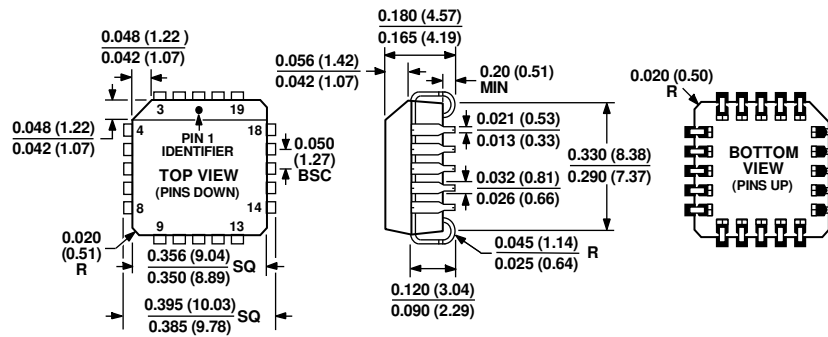 0.048 (1.22 )
0.042 (1.07)
0.048 (1.22)
0.042 (1.07)
3
19
4
18
PIN 1
IDENTIFIER
TOP VIEW
(PINS DOWN)
8
14
9
13
0.050
(1.27)
BSC
0.020
(0.51)
R
0.356 (9.04)
0.350 (8.89)
SQ
0.395 (10.03)
0.385 (9.78)
SQ
0.180 (4.57)
0.165 (4.19)
0.056 (1.42)
0.042 (1.07)
0.20 (0.51)
MIN
0.021 (0.53)
0.013 (0.33)
0.032 (0.81)
0.026 (0.66)
0.330 (8.38)
0.290 (7.37)
0.045 (1.14)
0.025 (0.64)
R
0.120 (3.04)
0.090 (2.29)
0.020 (0.50)
R
BOTTOM
VIEW
(PINS UP)